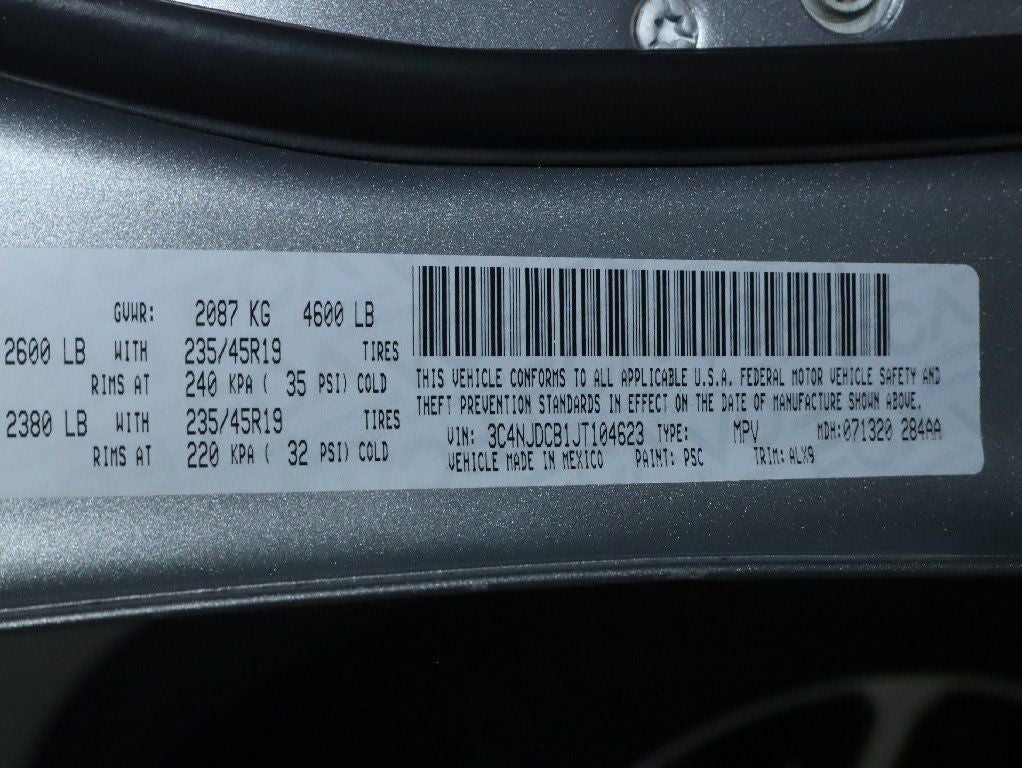 GVWR: 2087 KG 4600 LB
2600 LB WITH 235/45R19 TIRES
RIMS AT 240 KPA ( 35 PSI) COLD
2380 LB WITH 235/45R19 TIRES
RIMS AT 220 KPA ( 32 PSI) COLD
THIS VEHICLE CONFORMS TO ALL APPLICABLE U.S.A. FEDERAL MOTOR VEHICLE SAFETY AND
THEFT PREVENTION STANDARDS IN EFFECT ON THE DATE OF MANUFACTURE SHOWN ABOVE.
VIN: 3C4NJDCB1JT104623 TYPE: MPV MDH:071320 284AA
VEHICLE MADE IN MEXICO PAINT: PSC TRIM: ALX9